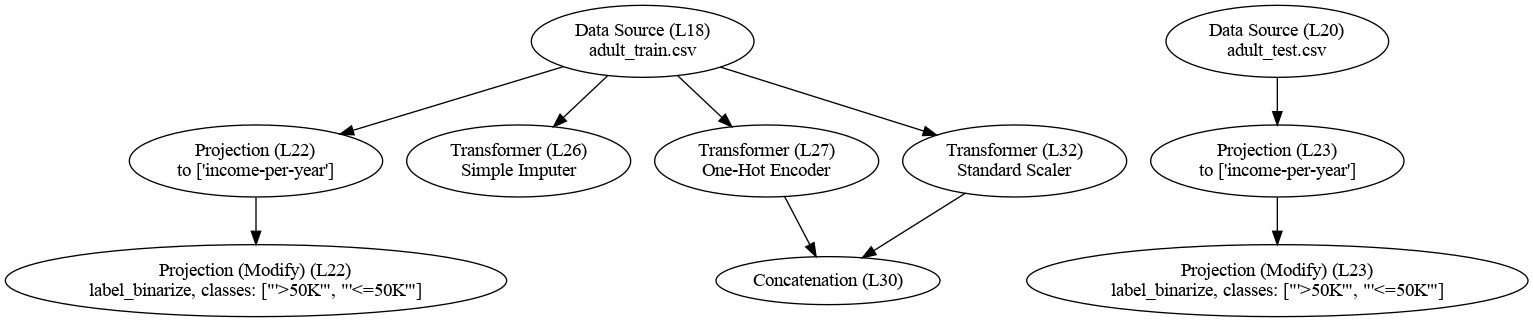 Data Source (L18)
adult_train.csv
Data Source (L20)
adult_test.csv
Projection (L22)
to ['income-per-year']
Transformer (L26)
Simple Imputer
Transformer (L27)
One-Hot Encoder
Transformer (L32)
Standard Scaler
Projection (L23)
to ['income-per-year']
Projection (Modify) (L22)
label_binarize, classes: ["'>50K'", "'<=50K'"]
Concatenation (L30)
Projection (Modify) (L23)
label_binarize, classes: ["'>50K'", "'<=50K'"]